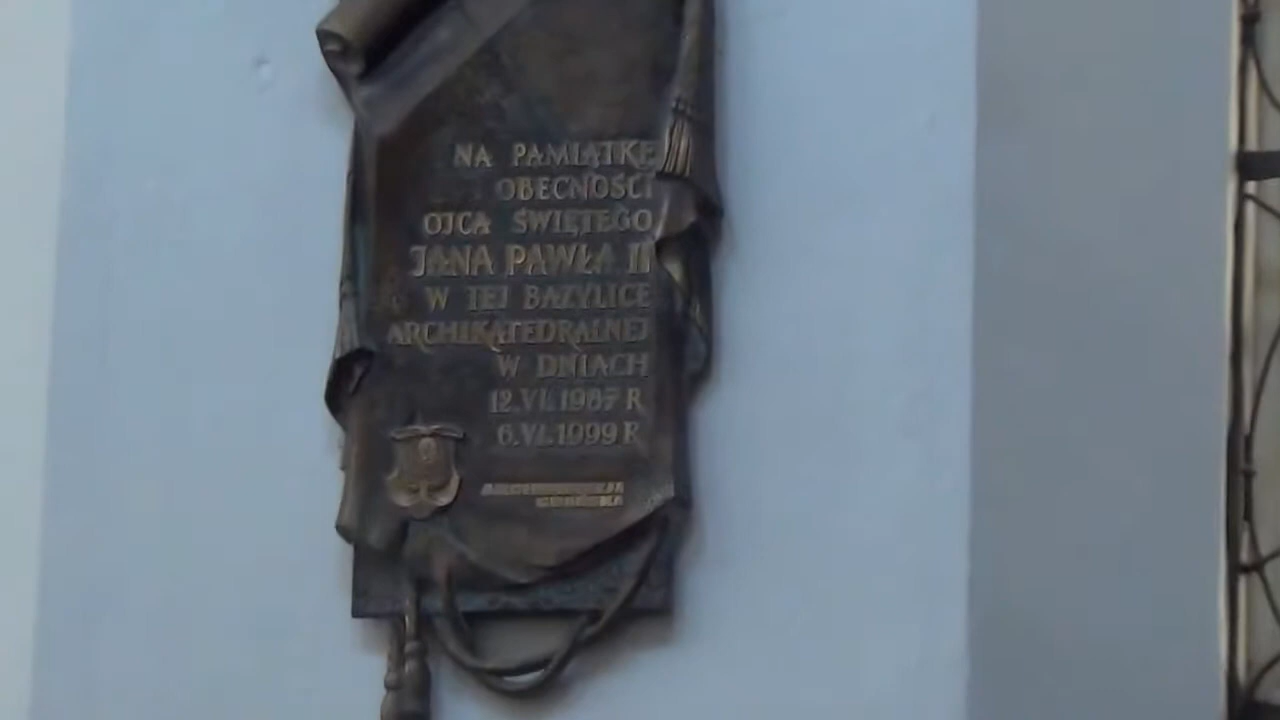 NA PAMIĄTKĘ
OBECNOŚCI
OJCA ŚWIĘTEGO
JANA PAWŁA II
W TEJ BAZYLICE
ARCHIKATEDRALNEJ
W DNIACH
12.VI.1987 R
6.VI.1999 R